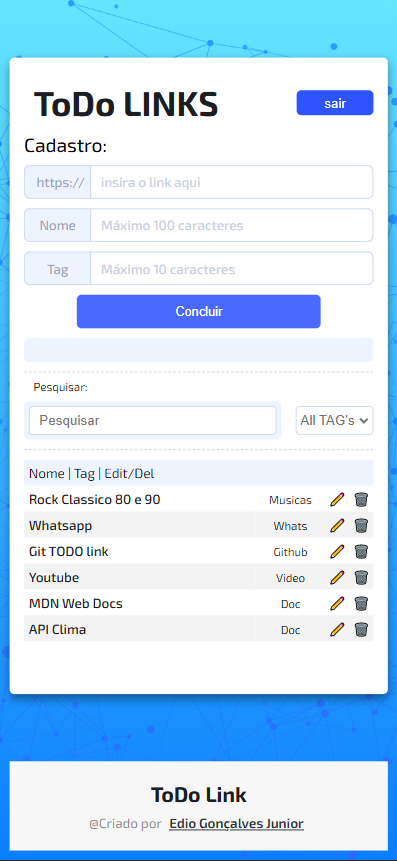 ToDo LINKS
sair
Cadastro:
https:// insira o link aqui
Nome Máximo 100 caracteres
Tag Máximo 10 caracteres
Concluir
Pesquisar:
Pesquisar All TAG's
Nome | Tag | Edit/Del
Rock Classico 80 e 90 Musicas
Whatsapp Whats
Git TODO link Github
Youtube Video
MDN Web Docs Doc
API Clima Doc
ToDo Link
@Criado por Edio Gonçalves Junior